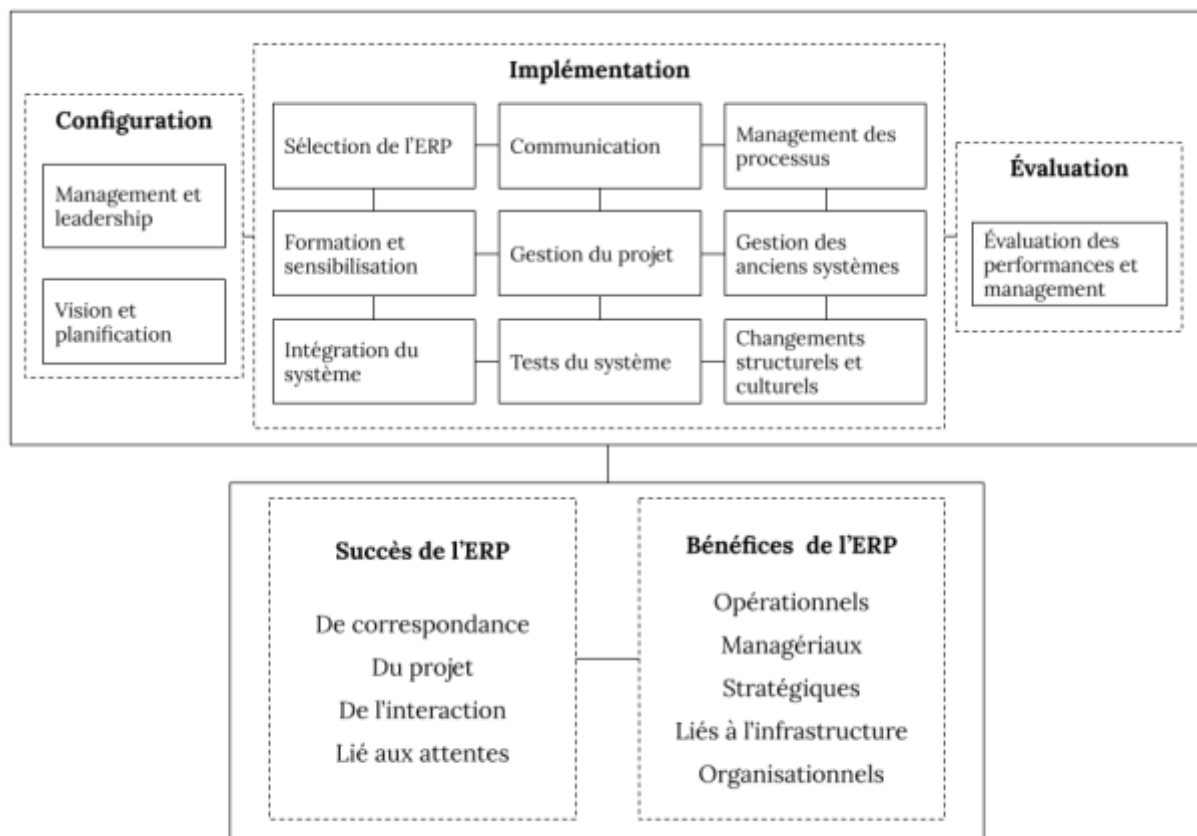 Configuration
Management et
leadership
Vision et
planification
Implémentation
Sélection de l'ERP
Communication
Management des
processus
Formation et
sensibilisation
Gestion du projet
Gestion des
anciens systèmes
Intégration du
système
Tests du système
Changements
structurels et
culturels
Évaluation
Évaluation des
performances et
management
Succès de l'ERP
De correspondance
Du projet
De l'interaction
Lié aux attentes
Bénéfices de l'ERP
Opérationnels
Managériaux
Stratégiques
Liés à l'infrastructure
Organisationnels